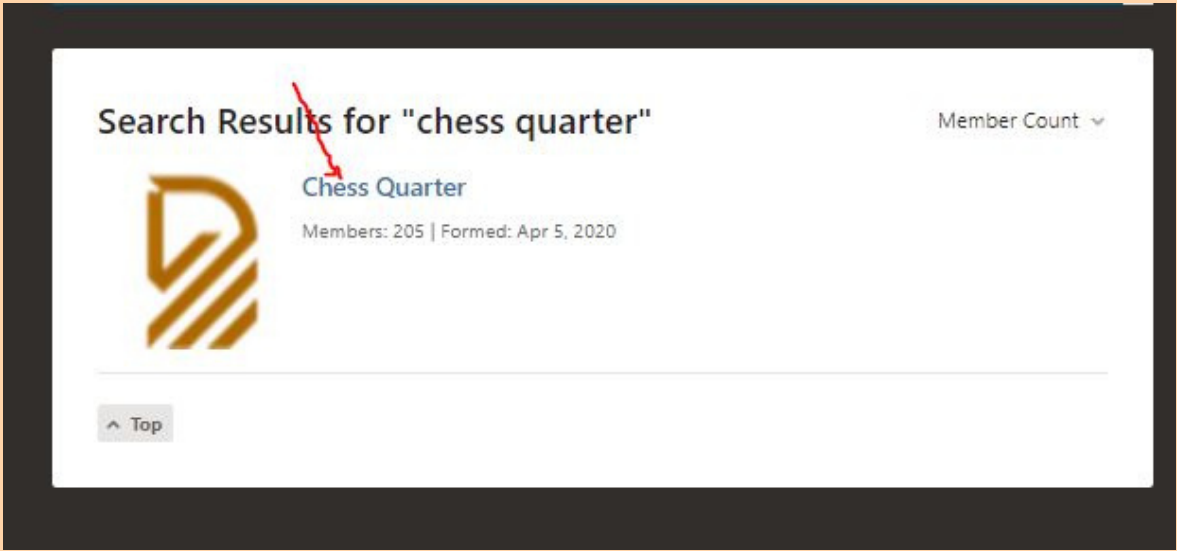 Search Results for "chess quarter"
Member Count
Chess Quarter
Members: 205 | Formed: Apr 5, 2020
Top